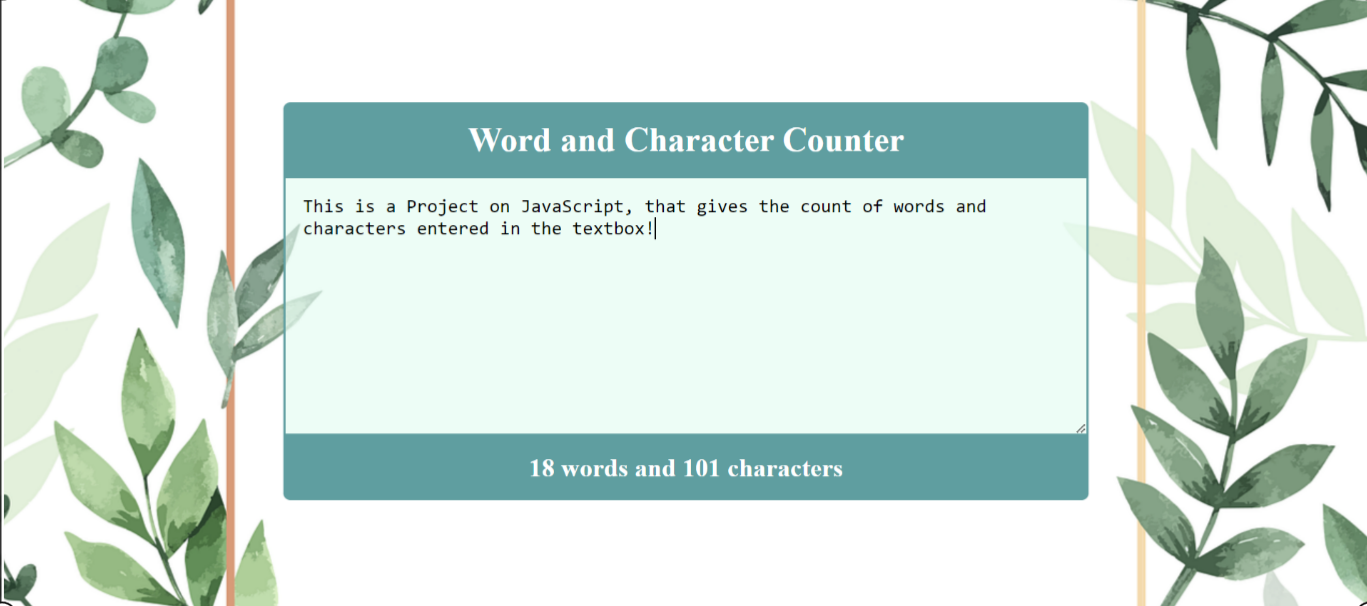 Word and Character Counter
This is a Project on JavaScript, that gives the count of words and
characters entered in the textbox!
18 words and 101 characters